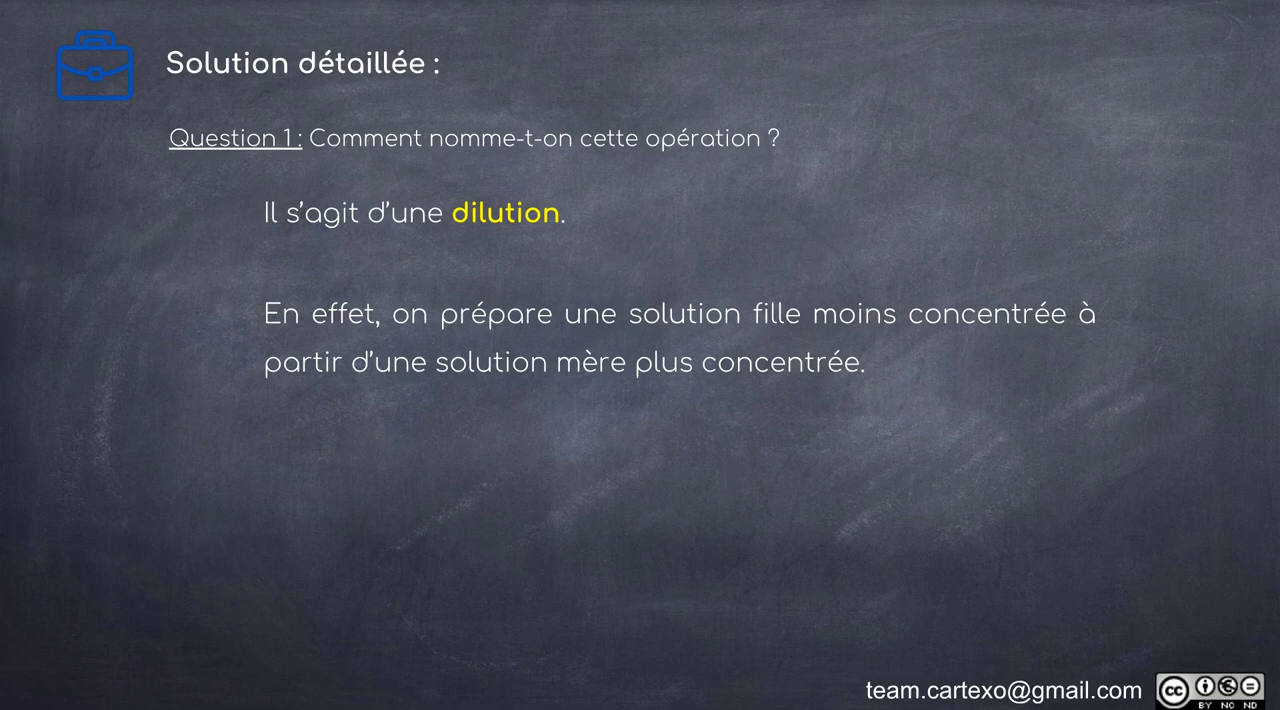 Solution détaillée :
Question 1 : Comment nomme-t-on cette opération ?
Il s’agit d’une dilution.
En effet, on prépare une solution fille moins concentrée à
partir d’une solution mère plus concentrée.
team.cartexo@gmail.com
cc
BY NC ND